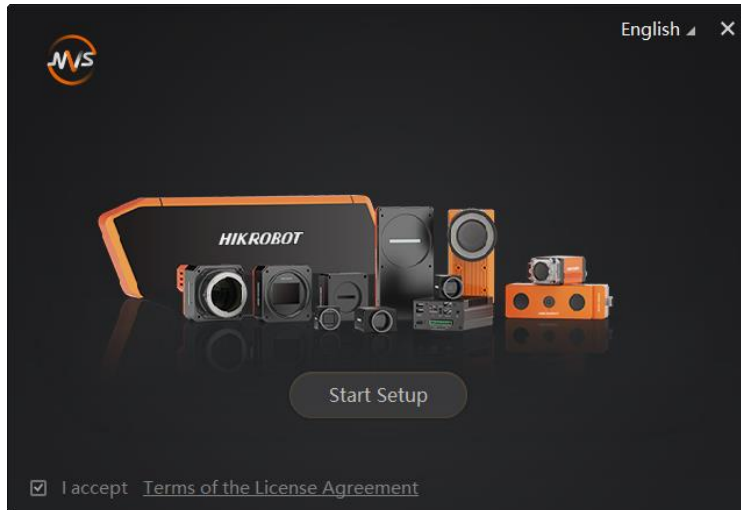 English
MVS
HIKROBOT
Start Setup
I accept Terms of the License Agreement